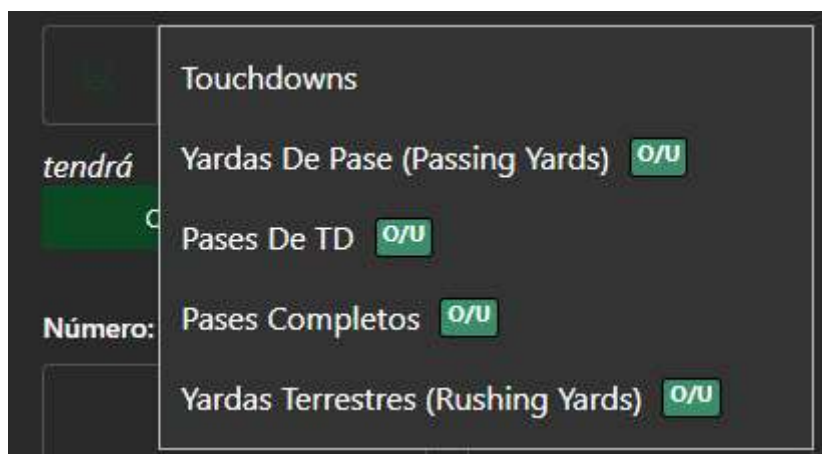 Touchdowns
tendrá
Yardas De Pase (Passing Yards) O/U
Pases De TD O/U
Número:
Pases Completos O/U
Yardas Terrestres (Rushing Yards) O/U